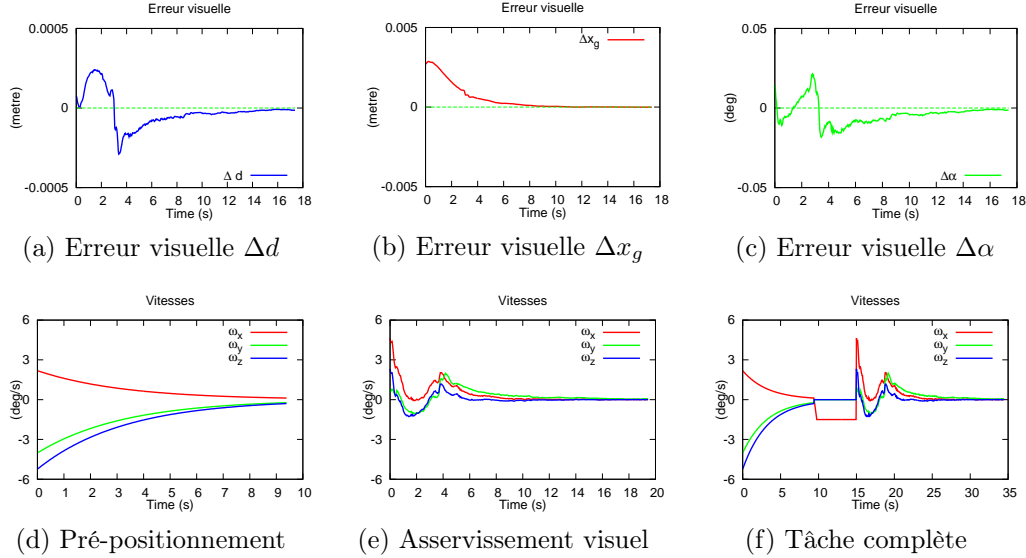 Erreur visuelle
0.0005
0
-0.0005
(metre)
0 2 4 6 8 10 12 14 16 18
Time (s)
Δ d
(a) Erreur visuelle Δd
Erreur visuelle
0.005
0
-0.005
(metre)
0 2 4 6 8 10 12 14 16 18
Time (s)
Δx_g
(b) Erreur visuelle Δx_g
Erreur visuelle
0.05
0
-0.05
(deg)
0 2 4 6 8 10 12 14 16 18
Time (s)
Δα
(c) Erreur visuelle Δα
Vitesses
6
3
0
-3
-6
(deg/s)
0 1 2 3 4 5 6 7 8 9 10
Time (s)
ω_x
ω_y
ω_z
(d) Pré-positionnement
Vitesses
6
3
0
-3
-6
(deg/s)
0 2 4 6 8 10 12 14 16 18 20
Time (s)
ω_x
ω_y
ω_z
(e) Asservissement visuel
Vitesses
6
3
0
-3
-6
(deg/s)
0 5 10 15 20 25 30 35
Time (s)
ω_x
ω_y
ω_z
(f) Tâche complète